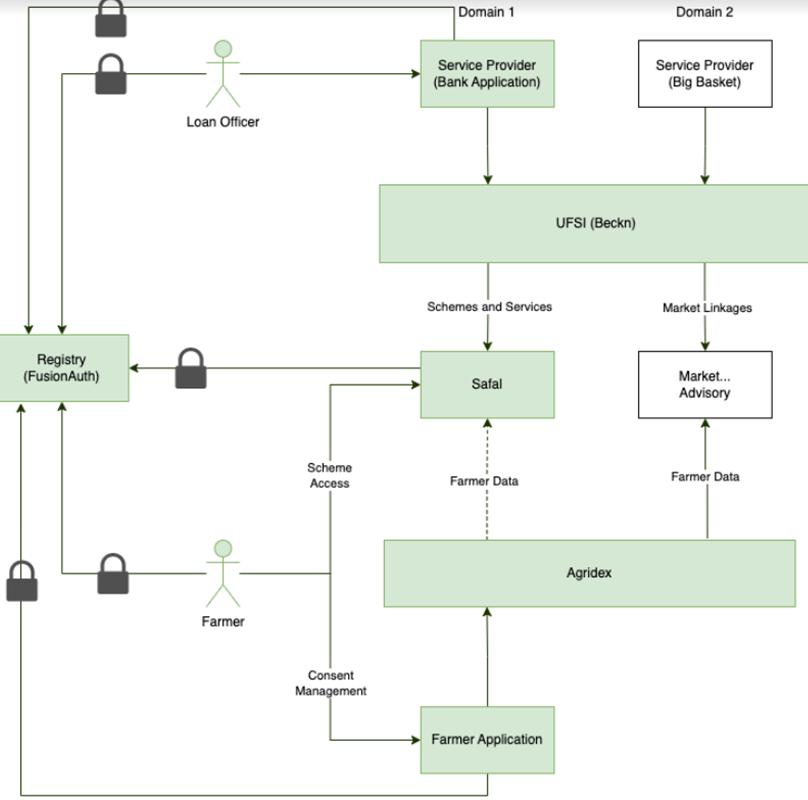 Domain 1
Domain 2
Service Provider
(Bank Application)
Service Provider
(Big Basket)
Loan Officer
UFSI (Beckn)
Schemes and Services
Market Linkages
Registry
(FusionAuth)
Safal
Market...
Advisory
Scheme
Access
Farmer Data
Farmer Data
Agridex
Farmer
Consent
Management
Farmer Application